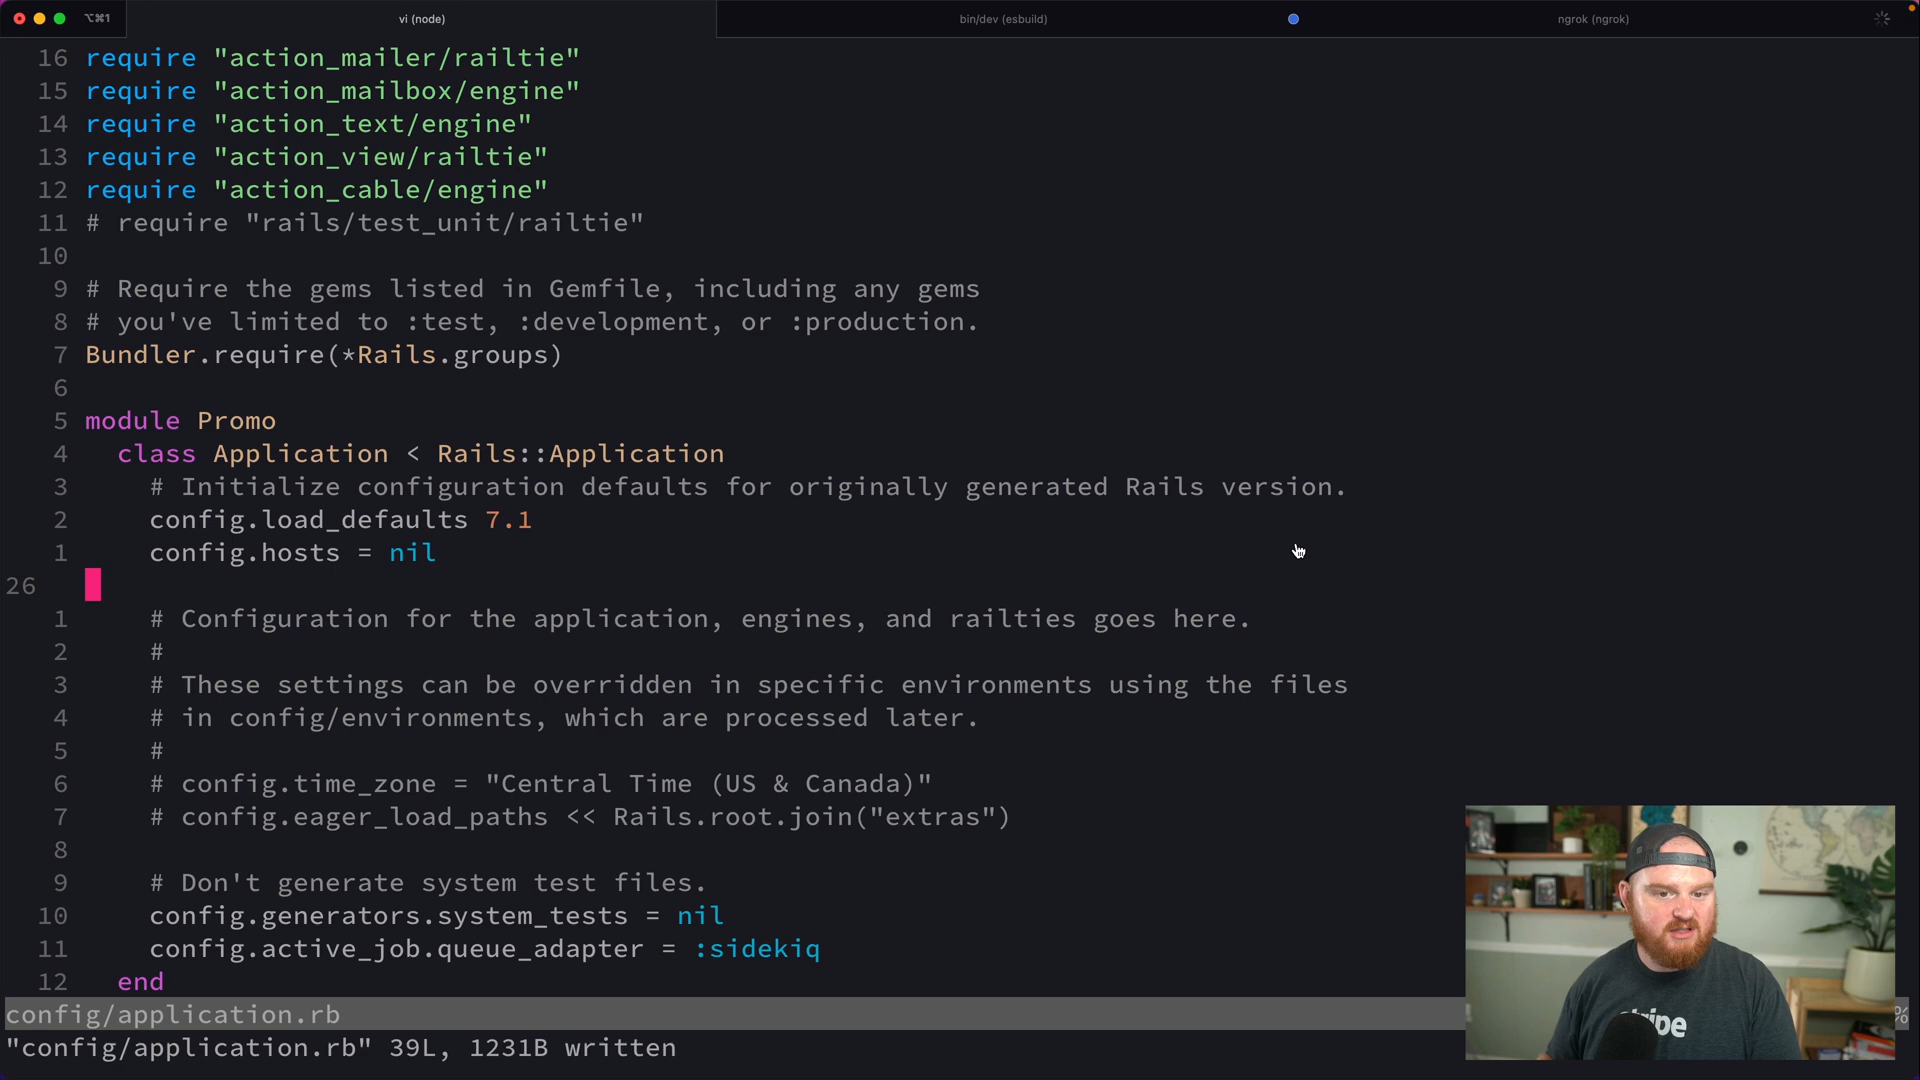 ⌥⌘1
vi (node)
bin/dev (esbuild)
ngrok (ngrok)
16 require "action_mailer/railtie"
15 require "action_mailbox/engine"
14 require "action_text/engine"
13 require "action_view/railtie"
12 require "action_cable/engine"
11 # require "rails/test_unit/railtie"
10
9 # Require the gems listed in Gemfile, including any gems
8 # you've limited to :test, :development, or :production.
7 Bundler.require(*Rails.groups)
6
5 module Promo
4   class Application < Rails::Application
3     # Initialize configuration defaults for originally generated Rails version.
2     config.load_defaults 7.1
1     config.hosts = nil
26
1     # Configuration for the application, engines, and railties goes here.
2     #
3     # These settings can be overridden in specific environments using the files
4     # in config/environments, which are processed later.
5     #
6     # config.time_zone = "Central Time (US & Canada)"
7     # config.eager_load_paths << Rails.root.join("extras")
8
9     # Don't generate system test files.
10     config.generators.system_tests = nil
11     config.active_job.queue_adapter = :sidekiq
12   end
config/application.rb
%
"config/application.rb" 39L, 1231B written
stripe